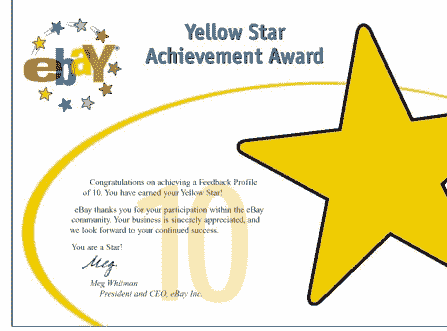 ebaY
Yellow Star
Achievement Award
Congratulations on achieving a Feedback Profile
of 10. You have earned your Yellow Star!
eBay thanks you for your participation within the eBay
community. Your business is sincerely appreciated, and
we look forward to your continued success.
You are a Star!
10
Meg
Meg Whitman
President and CEO, eBay Inc.